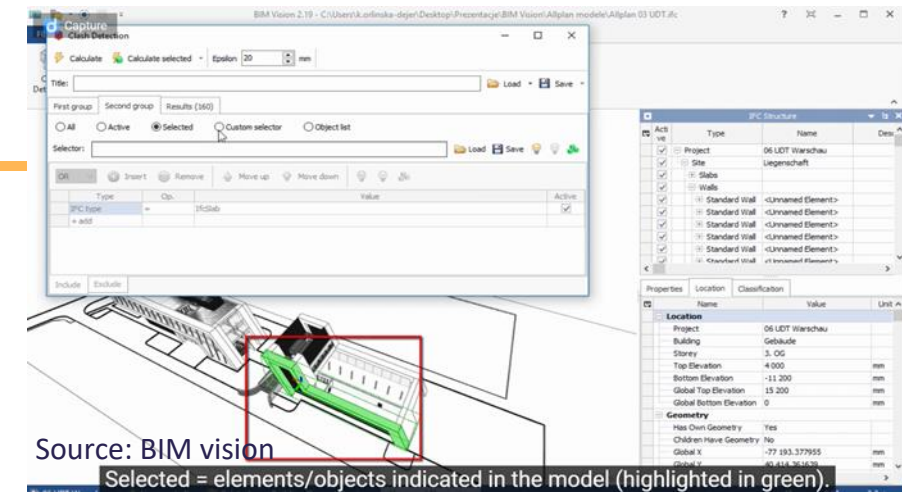 BIM Vision 2.19 - C:\Users\k.orlinska-dejer\Desktop\Prezentacje\BIM Vision\Allplan modele\Allplan 03 UDT.ifc
Capture
Clash Detection
Calculate Calculate selected Epsilon 20 mm
Title: Load Save
First group Second group Results (160)
All Active Selected Custom selector Object list
Selector: Load Save
OR Insert Remove Move up Move down
Type Op. Value Active
IFC type = IfcSlab
+ add
Include Exclude
IFC Structure
Active Type Name
Project 06 UDT Warschau
Site Liegenschaft
Slabs
Walls
Standard Wall <Unnamed Element>
Standard Wall <Unnamed Element>
Standard Wall <Unnamed Element>
Standard Wall <Unnamed Element>
Standard Wall <Unnamed Element>
Properties Location Classification
Name Value Unit
Location
Project 06 UDT Warschau
Building Gebäude
Storey 3. OG
Top Elevation 4 000 mm
Bottom Elevation -11 200 mm
Global Top Elevation 15 200 mm
Global Bottom Elevation 0 mm
Geometry
Has Own Geometry Yes
Children Have Geometry No
Global X -77 193.377955 mm
Global Y 40 414.361639 mm
Source: BIM vision
Selected = elements/objects indicated in the model (highlighted in green).